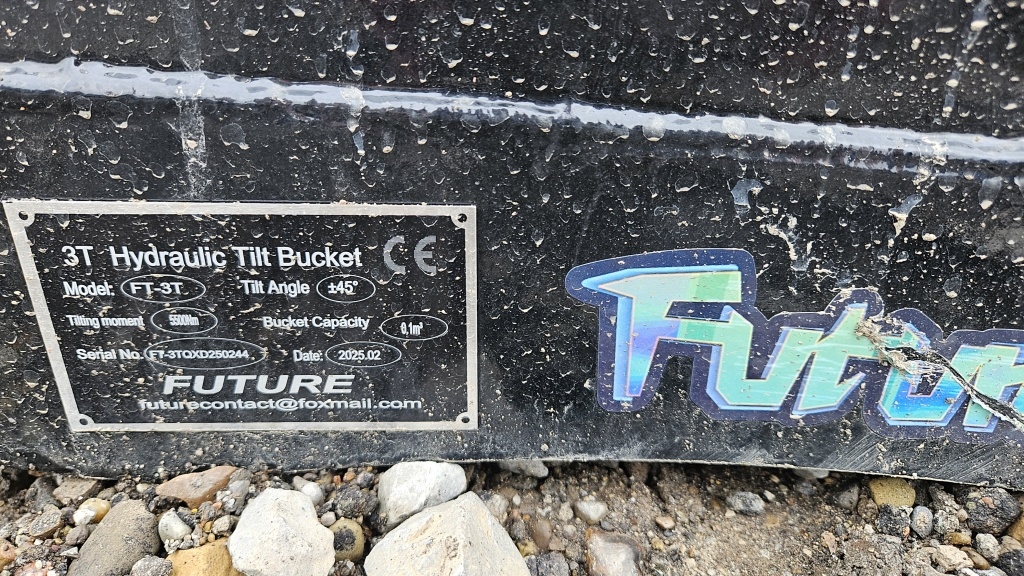 3T Hydraulic Tilt Bucket CE
Model: FT-3T Tilt Angle ±45°
Tilting moment 5500Nm Bucket Capacity 0,1m³
Serial No. FT-3TQXD250244 Date: 2025.02
FUTURE
futurecontact@foxmail.com
Futur